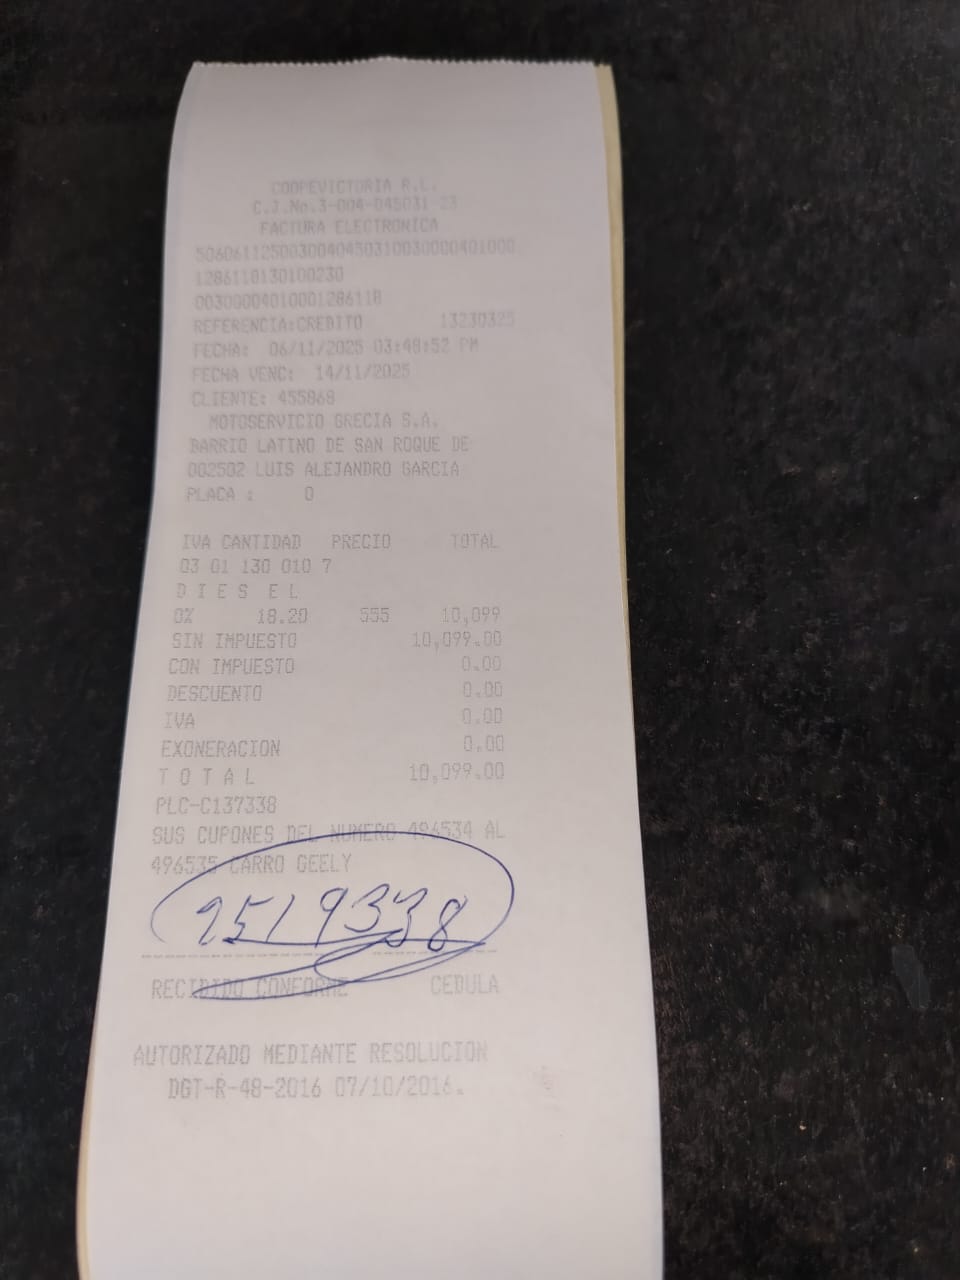 COOPEVICTORIA R.L.
C.J.No.3-004-045031 23
FACTURA ELECTRONICA
50606112500300404503100300000401000
1286118130100230
00300004010001286118
REFERENCIA:CREDITO 13230325
FECHA: 06/11/2025 03:48:52 PM
FECHA VENC: 14/11/2025
CLIENTE: 455868
MOTOSERVICIO GRECIA S.A.
BARRIO LATINO DE SAN ROQUE DE
002502 LUIS ALEJANDRO GARCIA
PLACA : 0
IVA CANTIDAD PRECIO TOTAL
03 01 130 010 7
D I E S E L
0% 18.20 555 10,099
SIN IMPUESTO 10,099.00
CON IMPUESTO 0.00
DESCUENTO 0.00
IVA 0.00
EXONERACION 0.00
T O T A L 10,099.00
PLC-C137338
SUS CUPONES DEL NUMERO 496534 AL
496535 CARRO GEELY
2519338
RECIBIDO CONFORME CEDULA
AUTORIZADO MEDIANTE RESOLUCION
DGT-R-48-2016 07/10/2016.